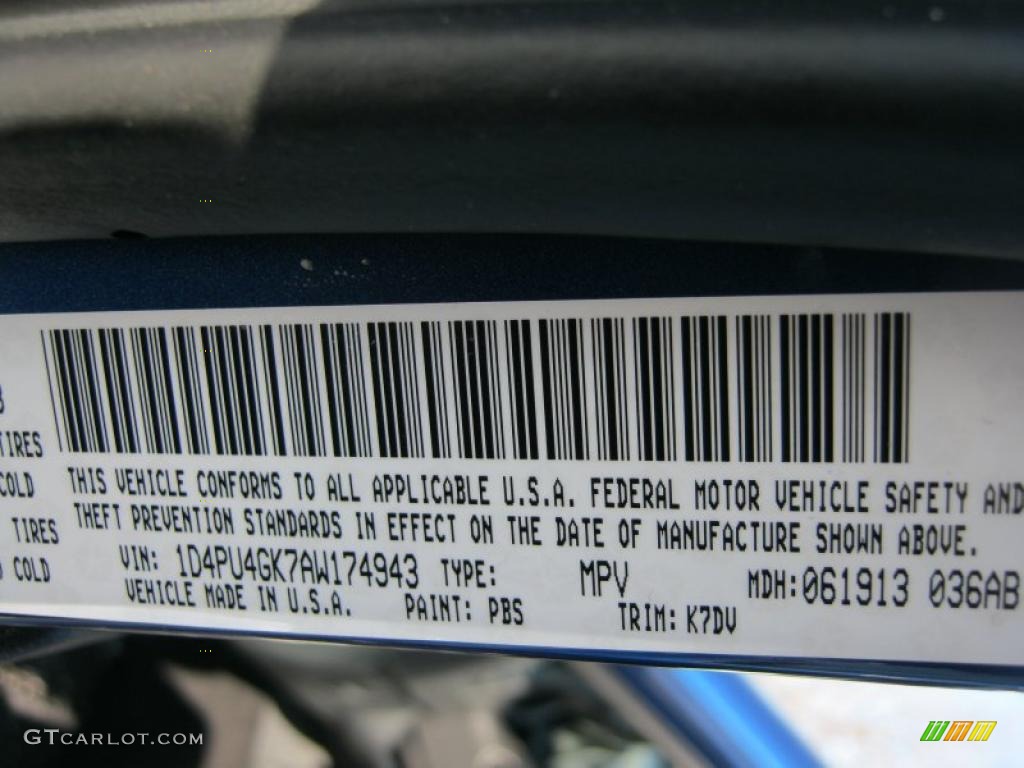 B
TIRES
COLD
THIS VEHICLE CONFORMS TO ALL APPLICABLE U.S.A. FEDERAL MOTOR VEHICLE SAFETY AND
THEFT PREVENTION STANDARDS IN EFFECT ON THE DATE OF MANUFACTURE SHOWN ABOVE.
TIRES
COLD
VIN: 1D4PU4GK7AW174943 TYPE: MPV MDH:061913 036AB
VEHICLE MADE IN U.S.A. PAINT: PBS TRIM: K7DV
GTCARLOT.COM